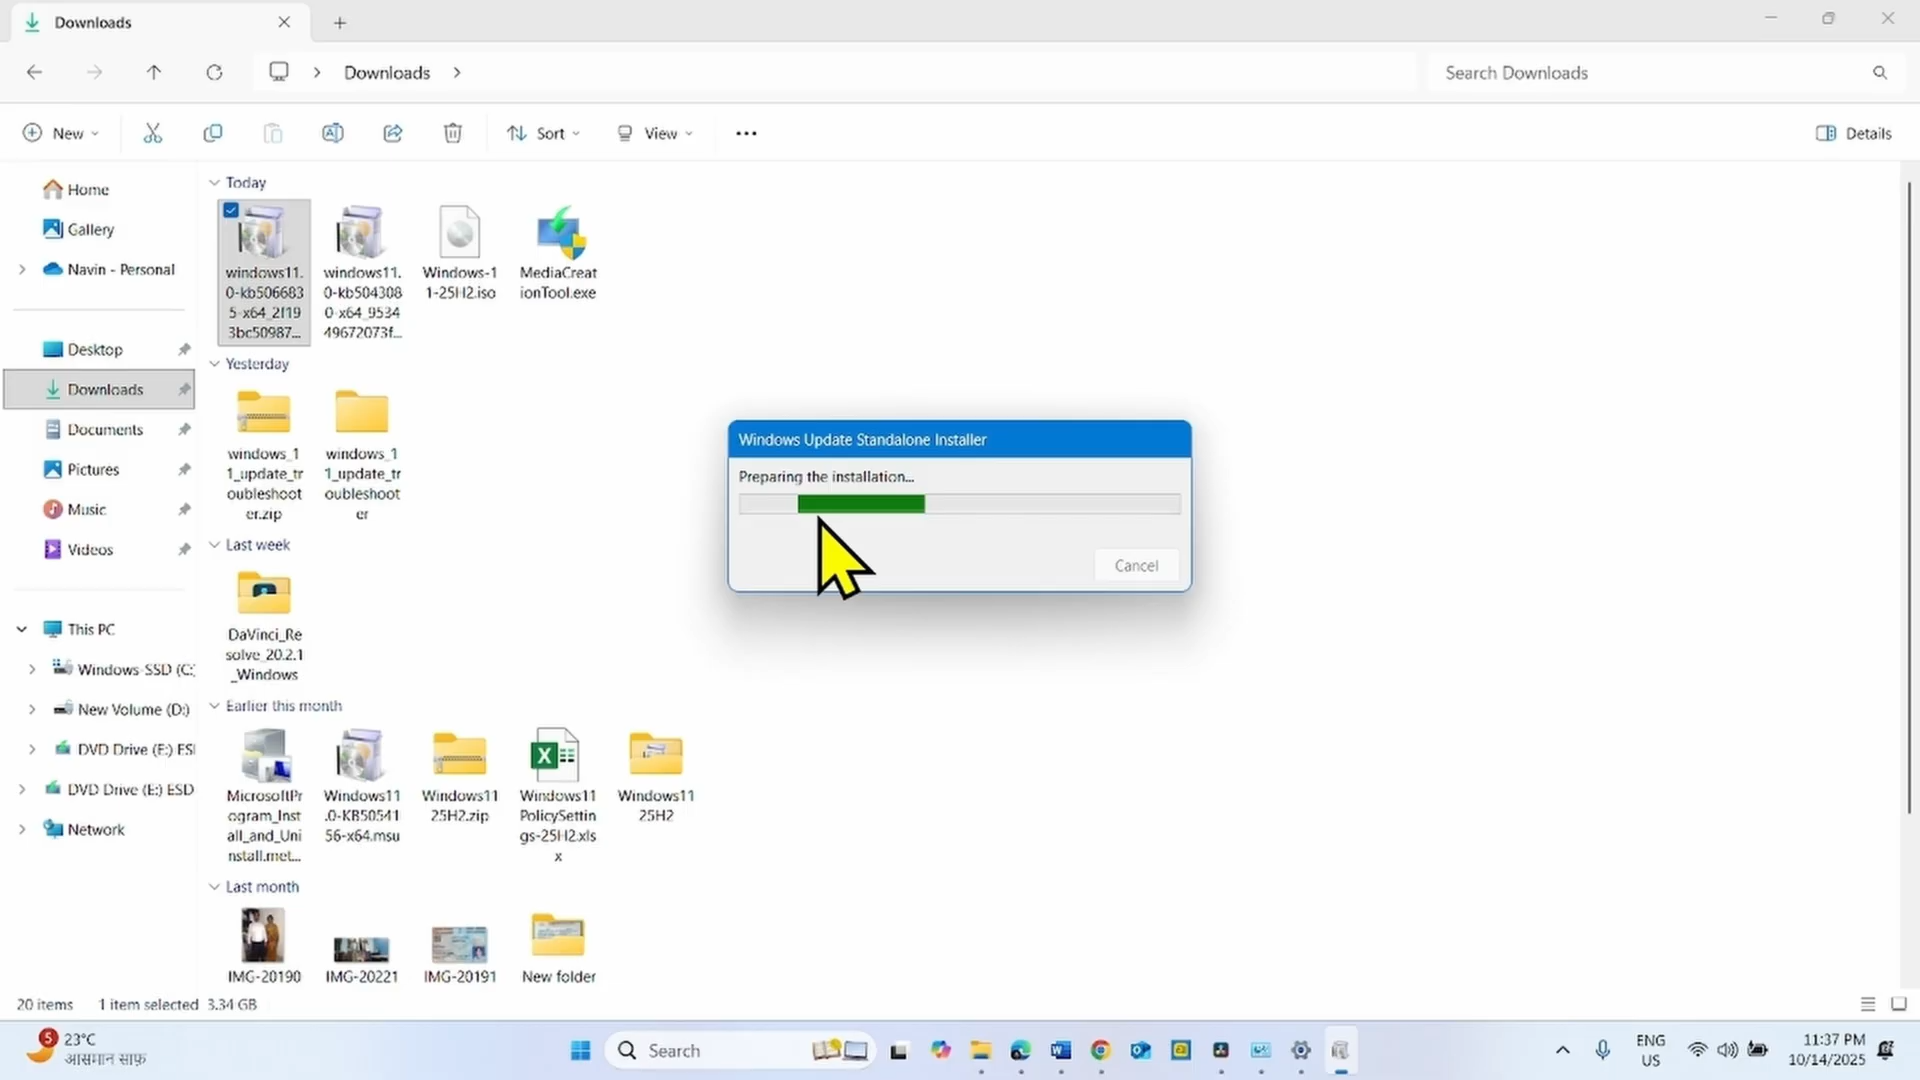 Downloads
Downloads
Search Downloads
New
Sort
View
Details
Home
Gallery
Navin - Personal
Desktop
Downloads
Documents
Pictures
Music
Videos
This PC
Windows-SSD (C:
New Volume (D:)
DVD Drive (E:) ESI
DVD Drive (E:) ESD
Network
Today
windows11.
0-kb506683
5-x64_2f19
3bc50987...
windows11.
0-kb504308
0-x64_9534
49672073f...
Windows-1
1-25H2.iso
MediaCreat
ionTool.exe
Yesterday
windows_1
1_update_tr
oubleshoot
er.zip
windows_1
1_update_tr
oubleshoot
er
Last week
DaVinci_Re
solve_20.2.1
_Windows
Earlier this month
MicrosoftPr
ogram_Inst
all_and_Uni
nstall.met...
Windows11
.0-KB50541
56-x64.msu
Windows11
25H2.zip
Windows11
PolicySettin
gs-25H2.xls
x
Windows11
25H2
Last month
IMG-20190
IMG-20221
IMG-20191
New folder
Windows Update Standalone Installer
Preparing the installation...
Cancel
20 items
1 item selected 3.34 GB
5
23°C
आसमान साफ़
Search
ENG
US
11:37 PM
10/14/2025